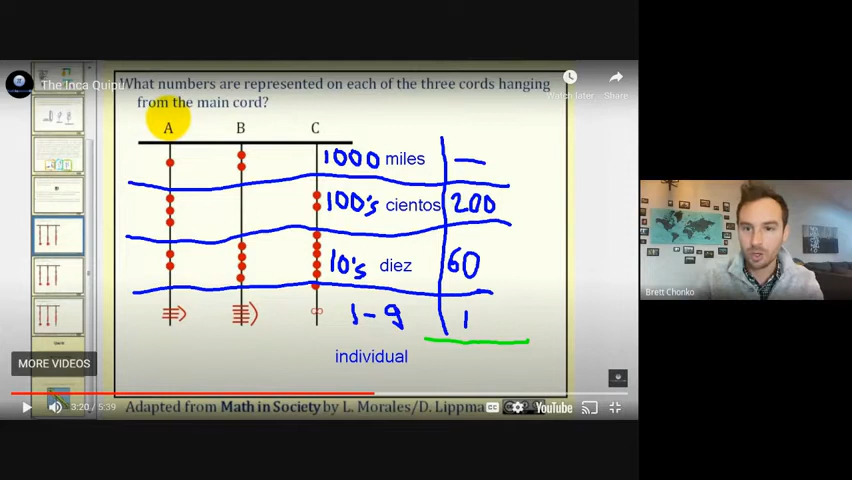 What numbers are represented on each of the three cords hanging
The Inca Quipu
Watch later
Share
from the main cord?
A B C
1000 miles —
100's cientos 200
10's diez 60
1-9 1
individual
Brett Chonko
MORE VIDEOS
3:20 / 5:39
Adapted from Math in Society by L. Morales/D. Lippma
CC
YouTube